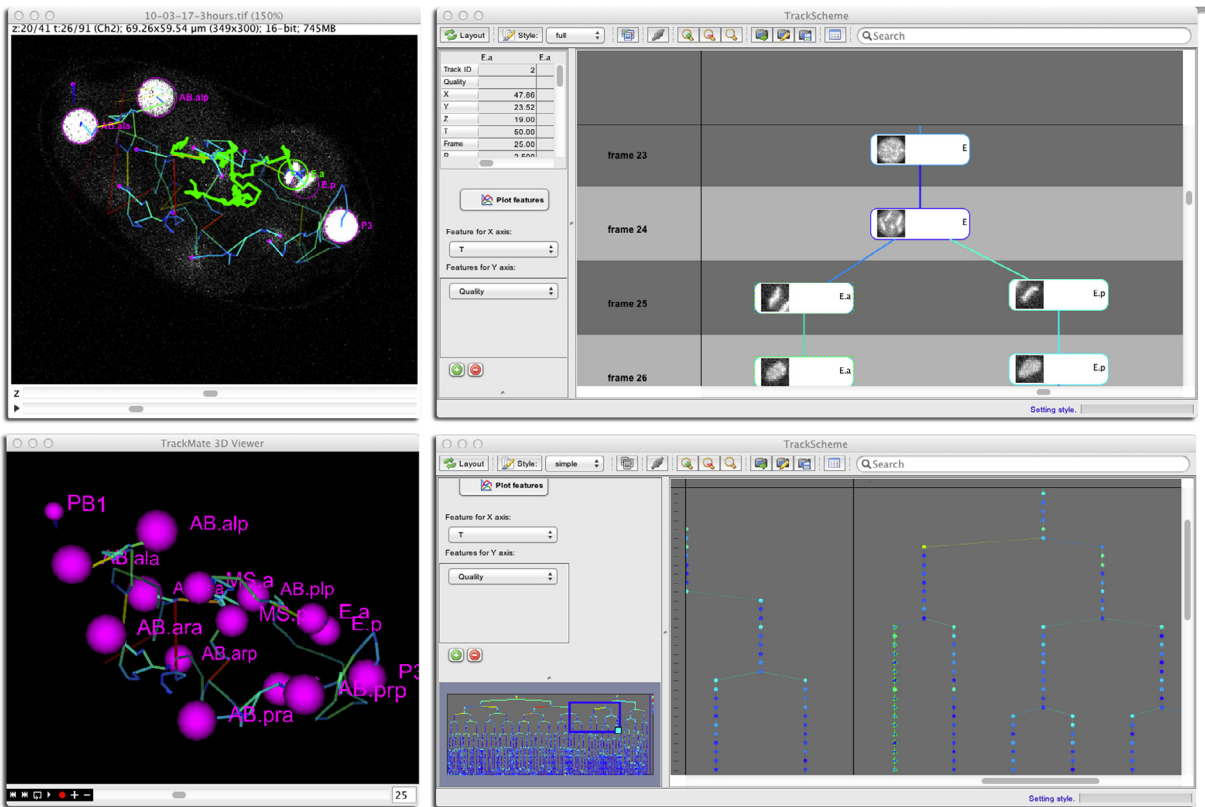 10-03-17-3hours.tif (150%)
z:20/41 t:26/91 (Ch2); 69.26x59.54 µm (349x300); 16-bit; 745MB
AB.alp
AB.ala
E.a
E.p
P3
z
TrackScheme
Layout Style: full Search
E.a E.a
Track ID 2
Quality
X 47.86
Y 23.52
Z 19.00
T 50.00
Frame 25.00
R 2.500
Plot features
Feature for X axis:
T
Features for Y axis:
Quality
frame 23 E
frame 24 E
frame 25 E.a E.p
frame 26 E.a E.p
Setting style.
TrackMate 3D Viewer
PB1
AB.alp
AB.ala
MS.a
AB.plp
MS.p
E.a
E.p
AB.ara
AB.arp
P3
AB.prp
AB.pra
25
TrackScheme
Layout Style: simple Search
Plot features
Feature for X axis:
T
Features for Y axis:
Quality
Setting style.